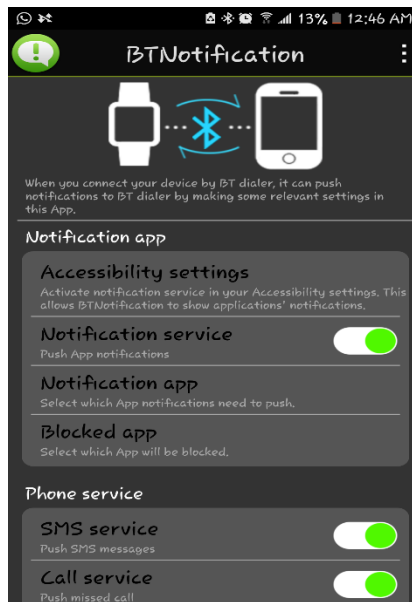 13% 12:46 AM
BTNotification
When you connect your device by BT dialer, it can push
notifications to BT dialer by making some relevant settings in
this App.
Notification app
Accessibility settings
Activate notification service in your Accessibility settings. This
allows BTNotification to show applications' notifications.
Notification service
Push App notifications
Notification app
Select which App notifications need to push.
Blocked app
Select which App will be blocked.
Phone service
SMS service
Push SMS messages
Call service
Push missed call